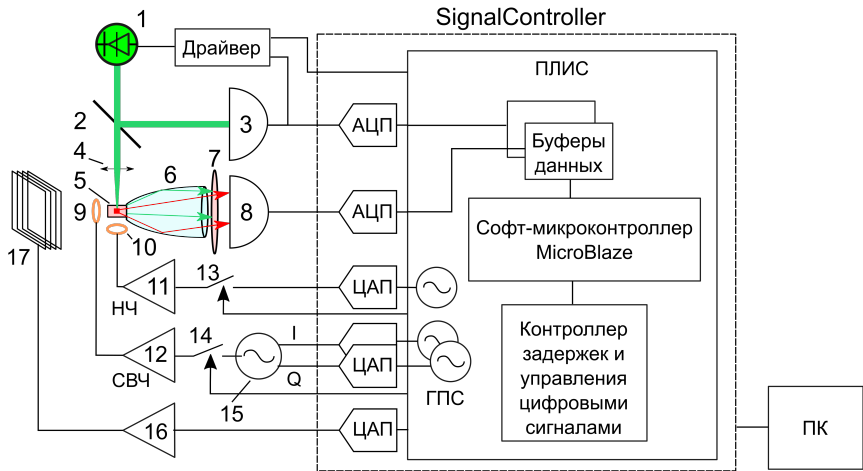 SignalController
1
Драйвер
ПЛИС
2
3
АЦП
Буферы
данных
4
5
6
7
8
9
10
АЦП
Софт-микроконтроллер
MicroBlaze
17
11
13
ЦАП
НЧ
12
14
I
Q
ЦАП
СВЧ
15
ГПС
Контроллер
задержек и
управления
цифровыми
сигналами
16
ЦАП
ПК